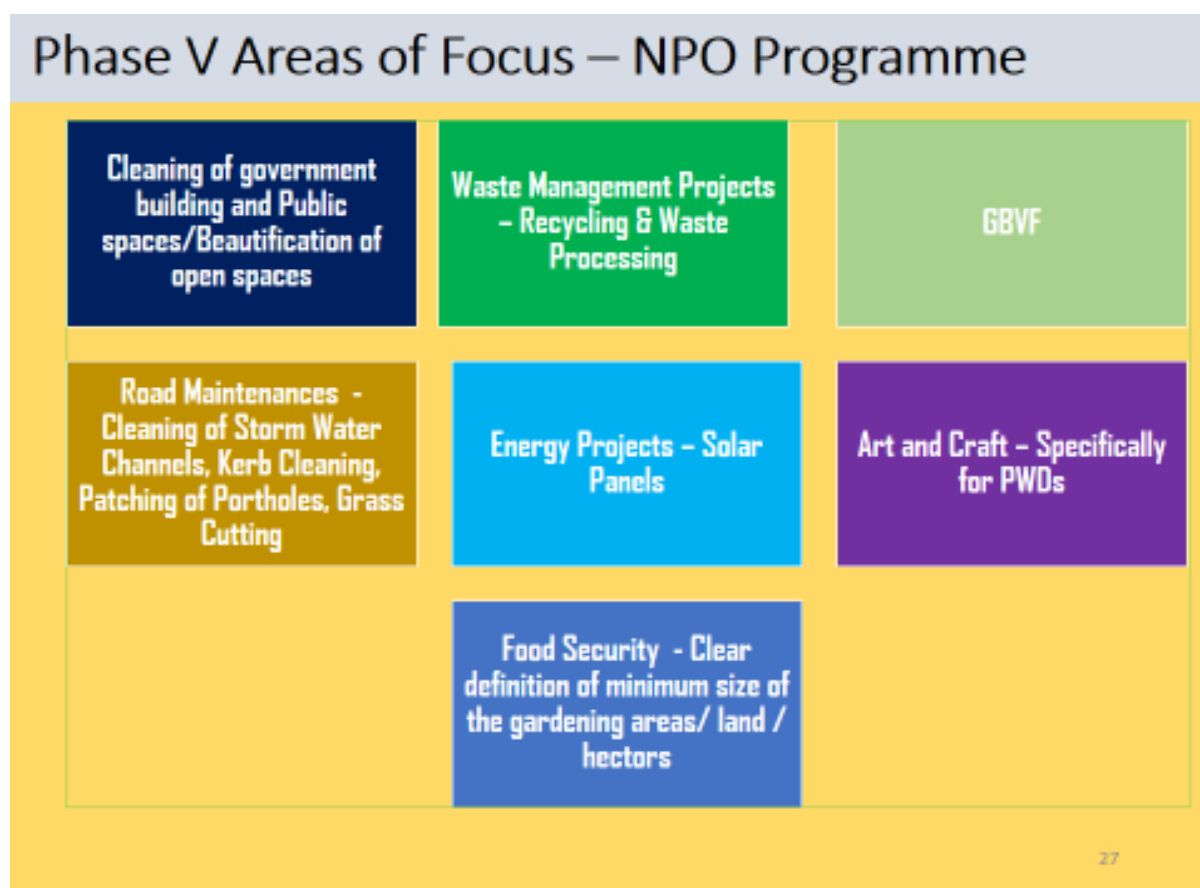 Phase V Areas of Focus – NPO Programme
Cleaning of government
building and Public
spaces/Beautification of
open spaces
Waste Management Projects
– Recycling & Waste
Processing
GBVF
Road Maintenances -
Cleaning of Storm Water
Channels, Kerb Cleaning,
Patching of Portholes, Grass
Cutting
Energy Projects – Solar
Panels
Art and Craft – Specifically
for PWDs
Food Security - Clear
definition of minimum size of
the gardening areas/ land /
hectors
27